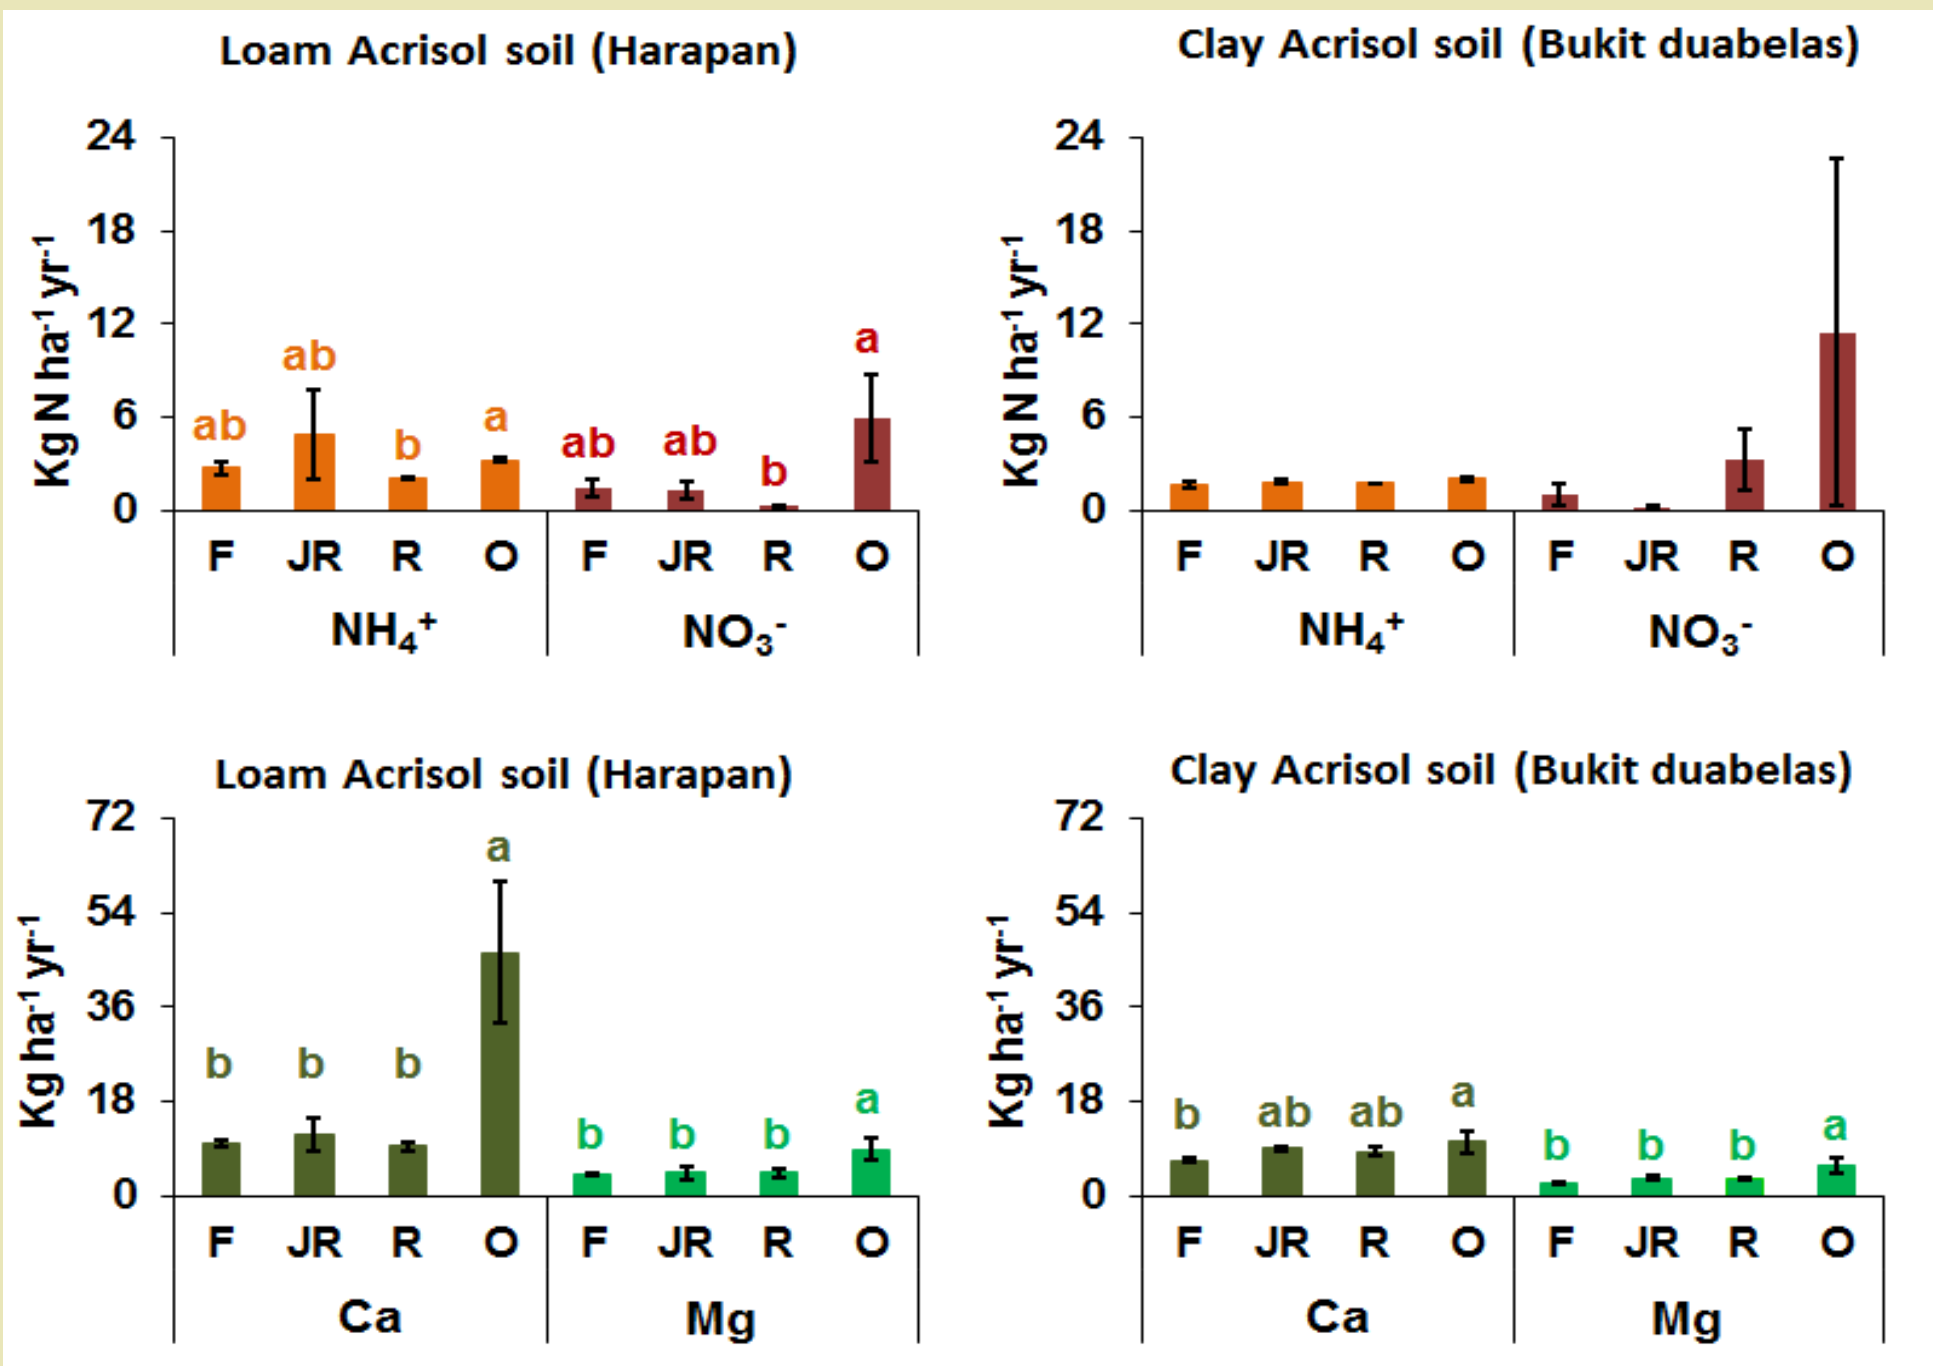 Loam Acrisol soil (Harapan)
Kg N ha⁻¹ yr⁻¹
24
18
12
6
0
ab
ab
b
a
ab
ab
b
a
F JR R O F JR R O
NH₄⁺ NO₃⁻
Clay Acrisol soil (Bukit duabelas)
Kg N ha⁻¹ yr⁻¹
24
18
12
6
0
F JR R O F JR R O
NH₄⁺ NO₃⁻
Loam Acrisol soil (Harapan)
Kg ha⁻¹ yr⁻¹
72
54
36
18
0
b
b
b
a
b
b
b
a
F JR R O F JR R O
Ca Mg
Clay Acrisol soil (Bukit duabelas)
Kg ha⁻¹ yr⁻¹
72
54
36
18
0
b
ab
ab
a
b
b
b
a
F JR R O F JR R O
Ca Mg